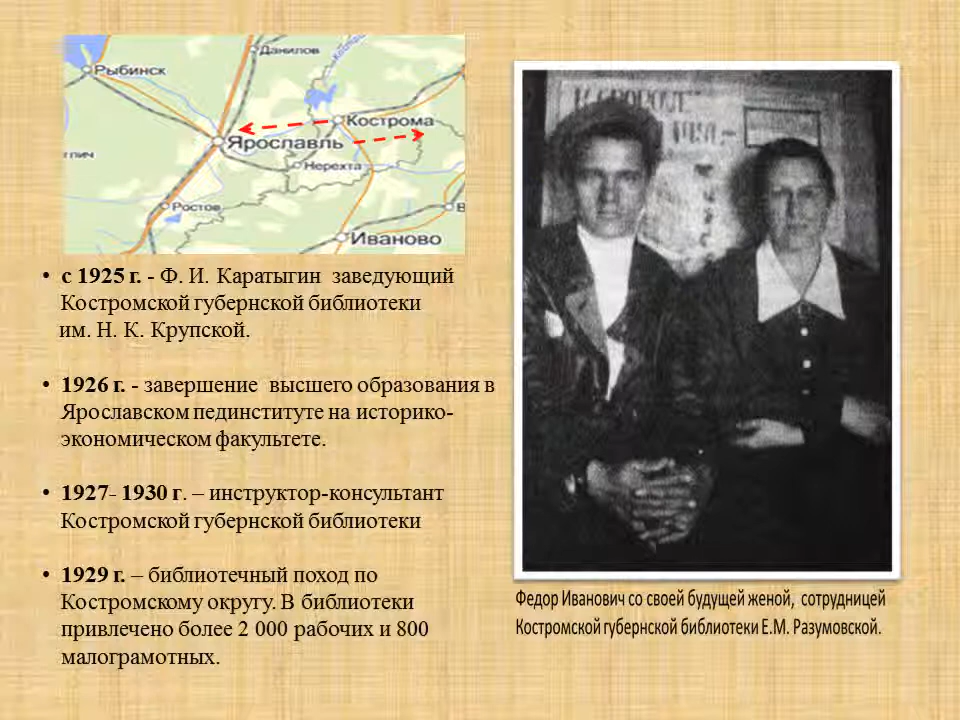 Данилов
Рыбинск
Кострома
Ярославль
глич
Нерехта
Ростов
Иваново
• с 1925 г. - Ф. И. Каратыгин заведующий
Костромской губернской библиотеки
им. Н. К. Крупской.
• 1926 г. - завершение высшего образования в
Ярославском пединституте на историко-
экономическом факультете.
• 1927- 1930 г. – инструктор-консультант
Костромской губернской библиотеки
• 1929 г. – библиотечный поход по
Костромскому округу. В библиотеки
привлечено более 2 000 рабочих и 800
малограмотных.
Федор Иванович со своей будущей женой, сотрудницей
Костромской губернской библиотеки Е.М. Разумовской.